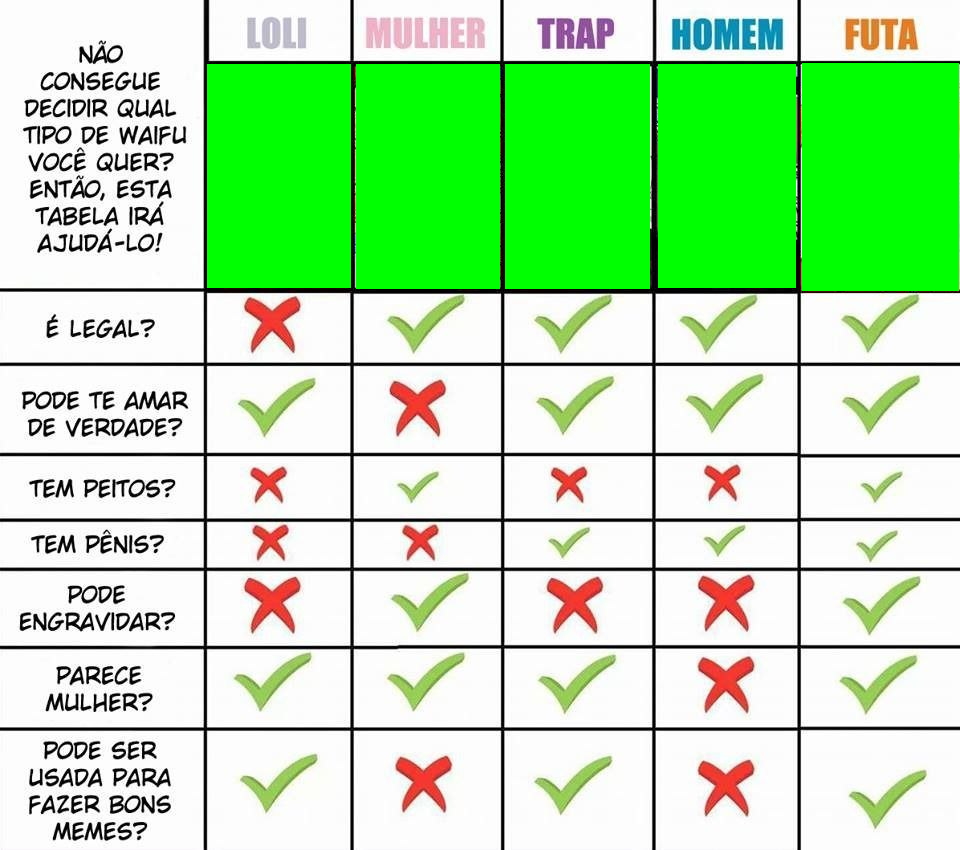 LOLI
MULHER
TRAP
HOMEM
FUTA
NÃO
CONSEGUE
DECIDIR QUAL
TIPO DE WAIFU
VOCÊ QUER?
ENTÃO, ESTA
TABELA IRÁ
AJUDÁ-LO!
É LEGAL?
PODE TE AMAR
DE VERDADE?
TEM PEITOS?
TEM PÊNIS?
PODE
ENGRAVIDAR?
PARECE
MULHER?
PODE SER
USADA PARA
FAZER BONS
MEMES?